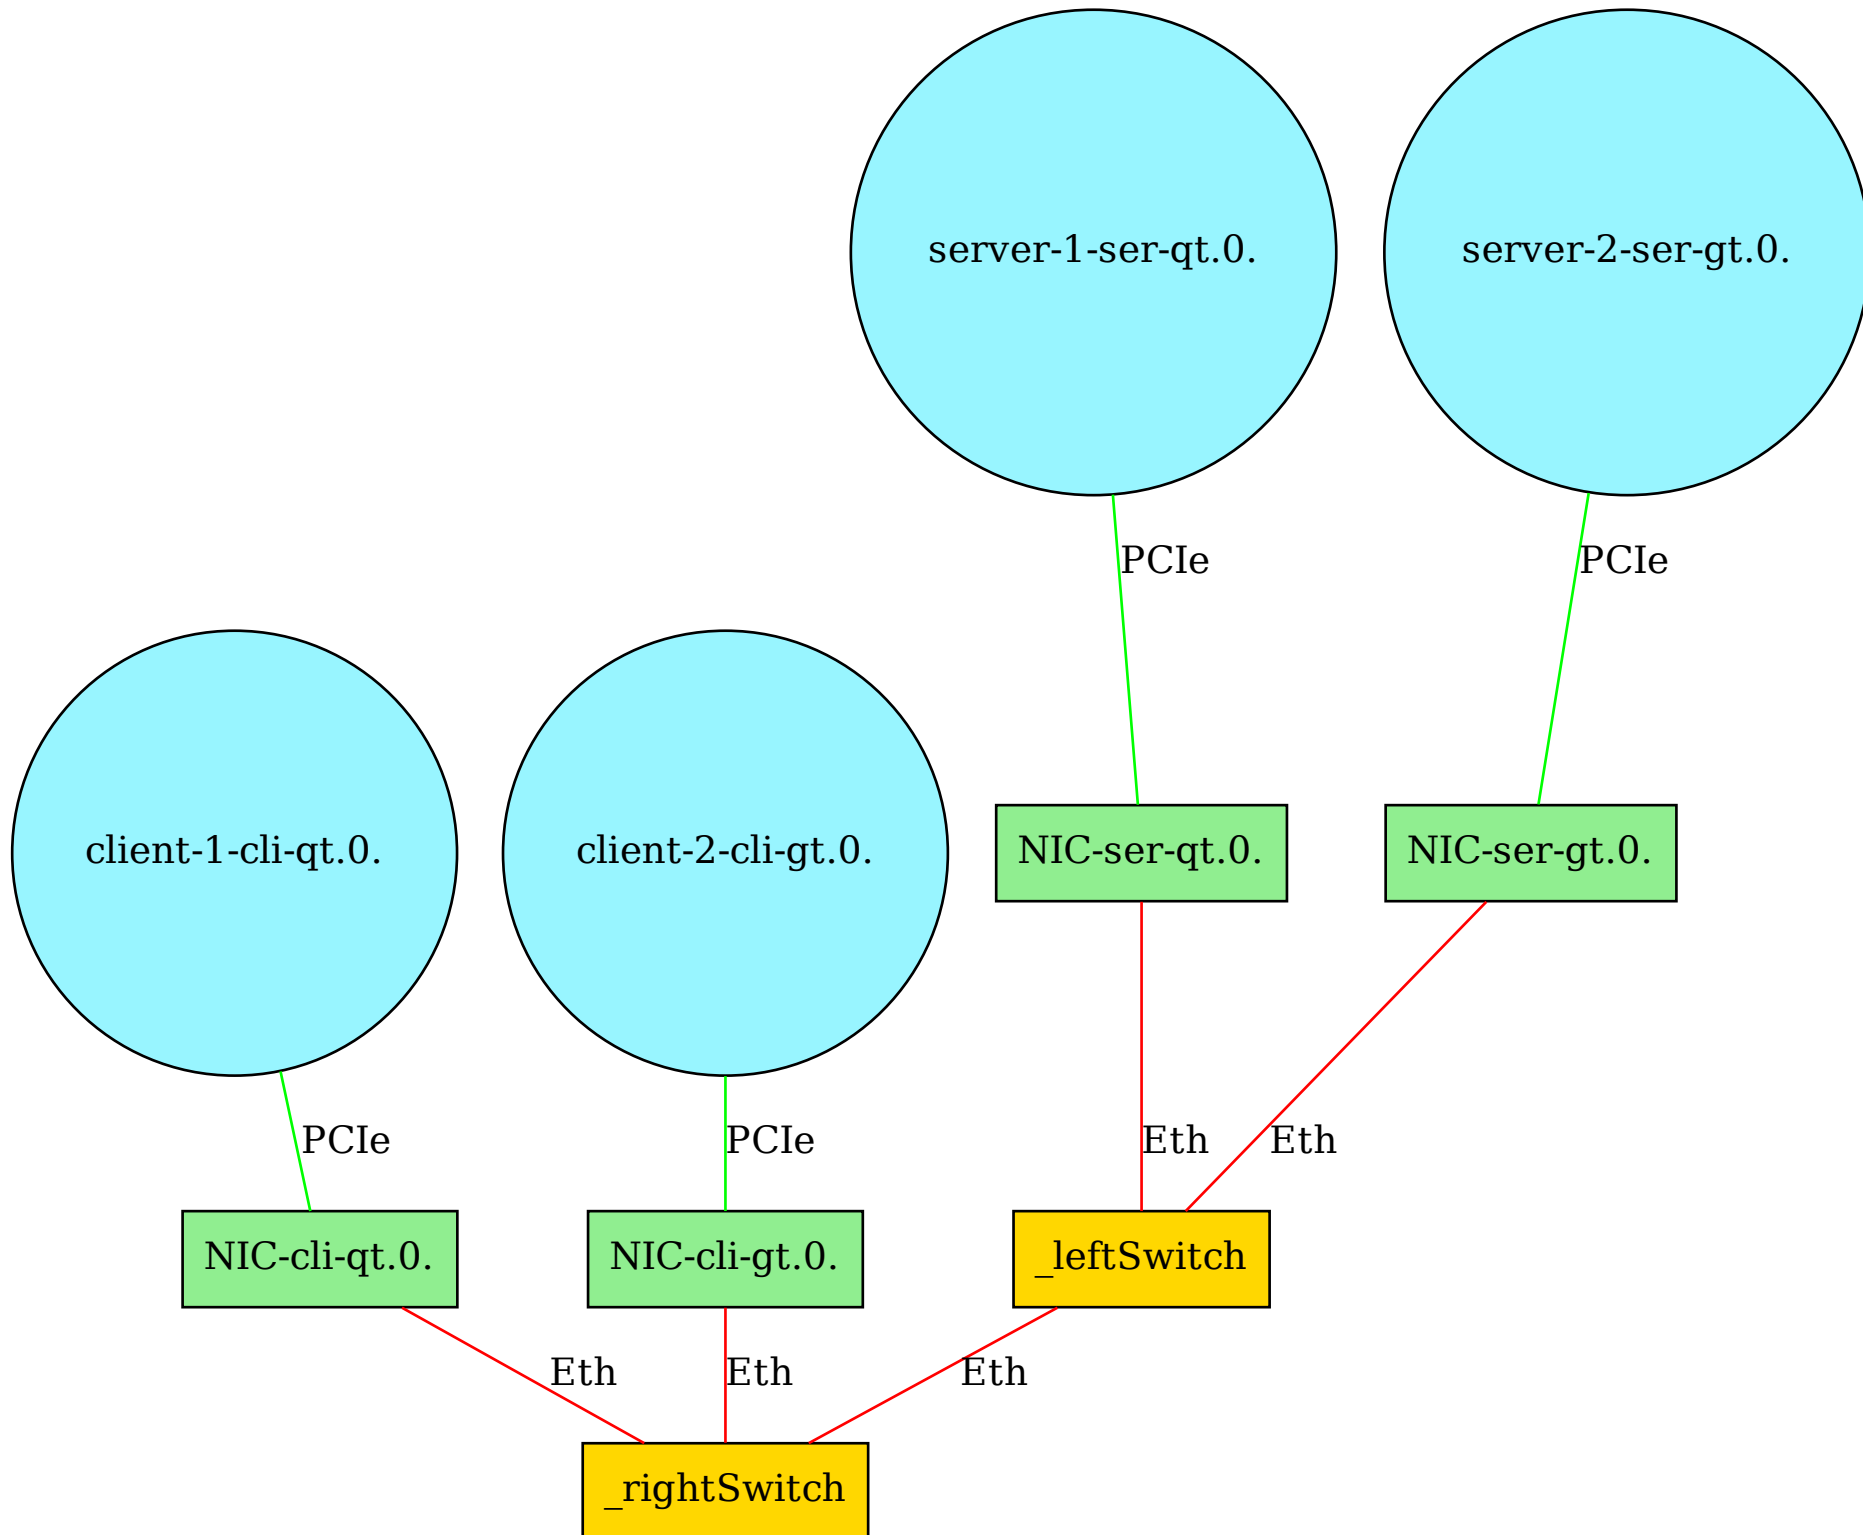 server-1-ser-qt.0.
server-2-ser-gt.0.
PCIe
PCIe
client-1-cli-qt.0.
client-2-cli-gt.0.
NIC-ser-qt.0.
NIC-ser-gt.0.
PCIe
PCIe
Eth
Eth
NIC-cli-qt.0.
NIC-cli-gt.0.
_leftSwitch
Eth
Eth
Eth
_rightSwitch